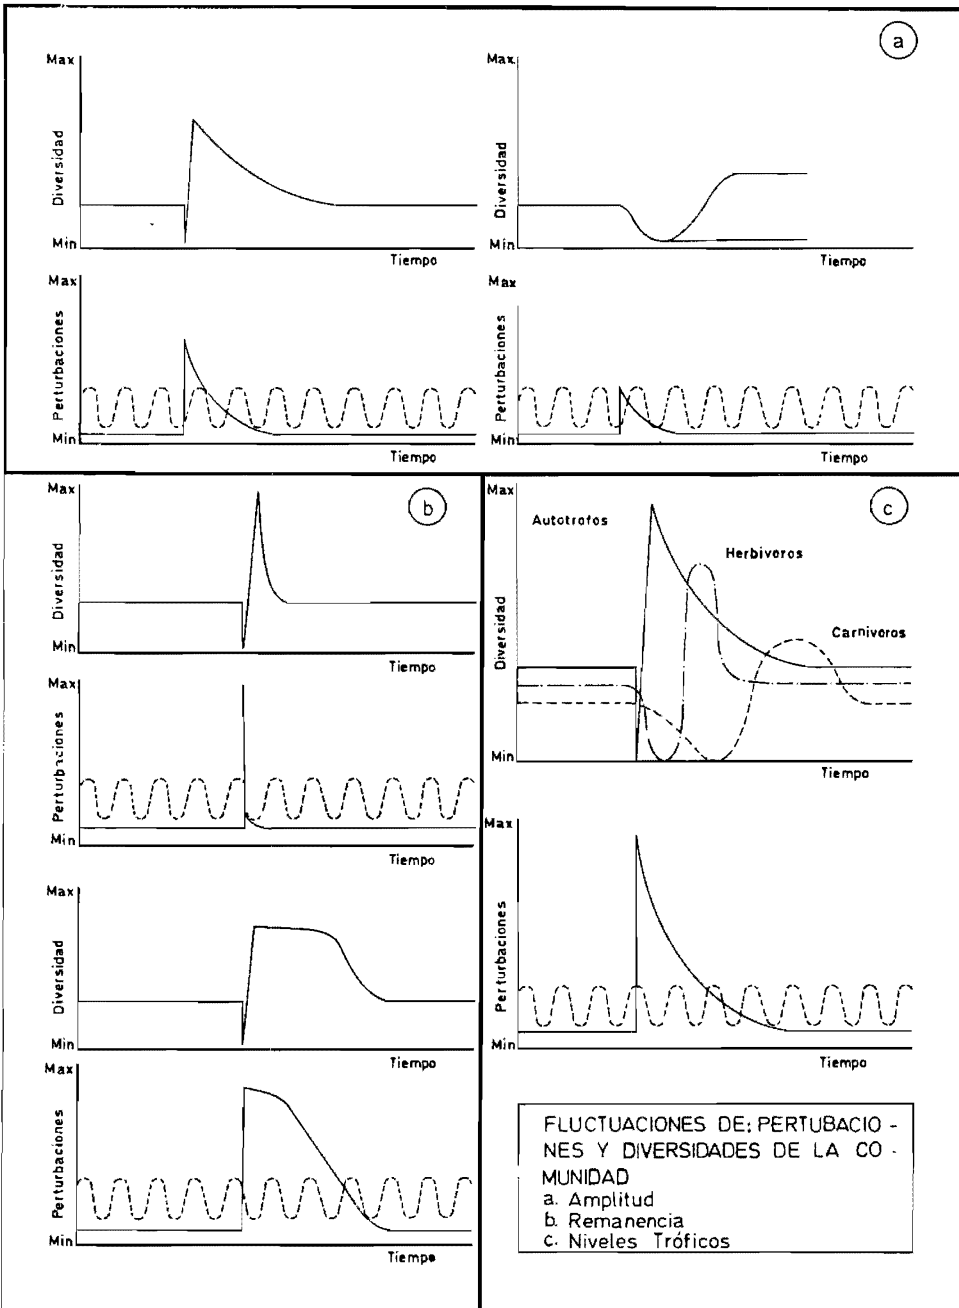 a
Max
Diversidad
Min
Tiempo
Max
Diversidad
Min
Tiempo
Max
Perturbaciones
Min
Tiempo
Max
Perturbaciones
Min
Tiempo
b
Max
Diversidad
Min
Tiempo
Max
Perturbaciones
Min
Tiempo
Max
Diversidad
Min
Tiempo
Max
Perturbaciones
Min
Tiempo
c
Max
Autotrofos
Herbivoros
Carnivoros
Diversidad
Min
Tiempo
Max
Perturbaciones
Min
Tiempo
FLUCTUACIONES DE: PERTUBACIO -
NES Y DIVERSIDADES DE LA CO -
MUNIDAD
a. Amplitud
b. Remanencia
c. Niveles Tróficos